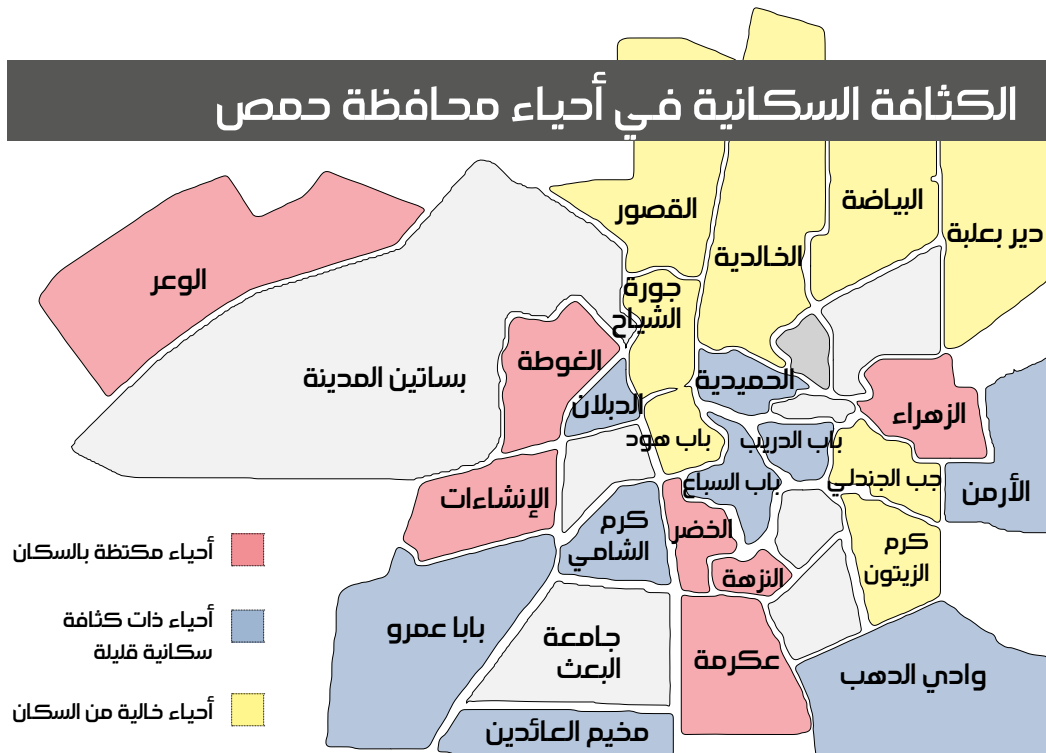 الكثافة السكانية في أحياء محافظة حمص
البياضة
القصور
دير بعلبة
الخالدية
الوعر
جورة
الشياح
الغوطة
بساتين المدينة
الحميدية
الدبلان
الزهراء
باب هود
باب الدريب
جب الجندلي
باب السباع
الأرمن
الإنشاءات
كرم
الشامي
الخضر
كرم
الزيتون
النزهة
بابا عمرو
جامعة
البعث
عكرمة
وادي الدهب
مخيم العائدين
أحياء مكتظة بالسكان
أحياء ذات كثافة
سكانية قليلة
أحياء خالية من السكان